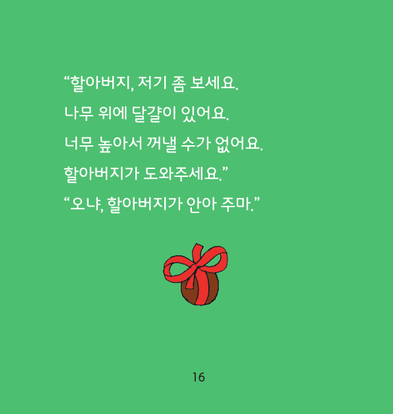 “할아버지, 저기 좀 보세요.
나무 위에 달걀이 있어요.
너무 높아서 꺼낼 수가 없어요.
할아버지가 도와주세요.”
“오냐, 할아버지가 안아 주마.”
16